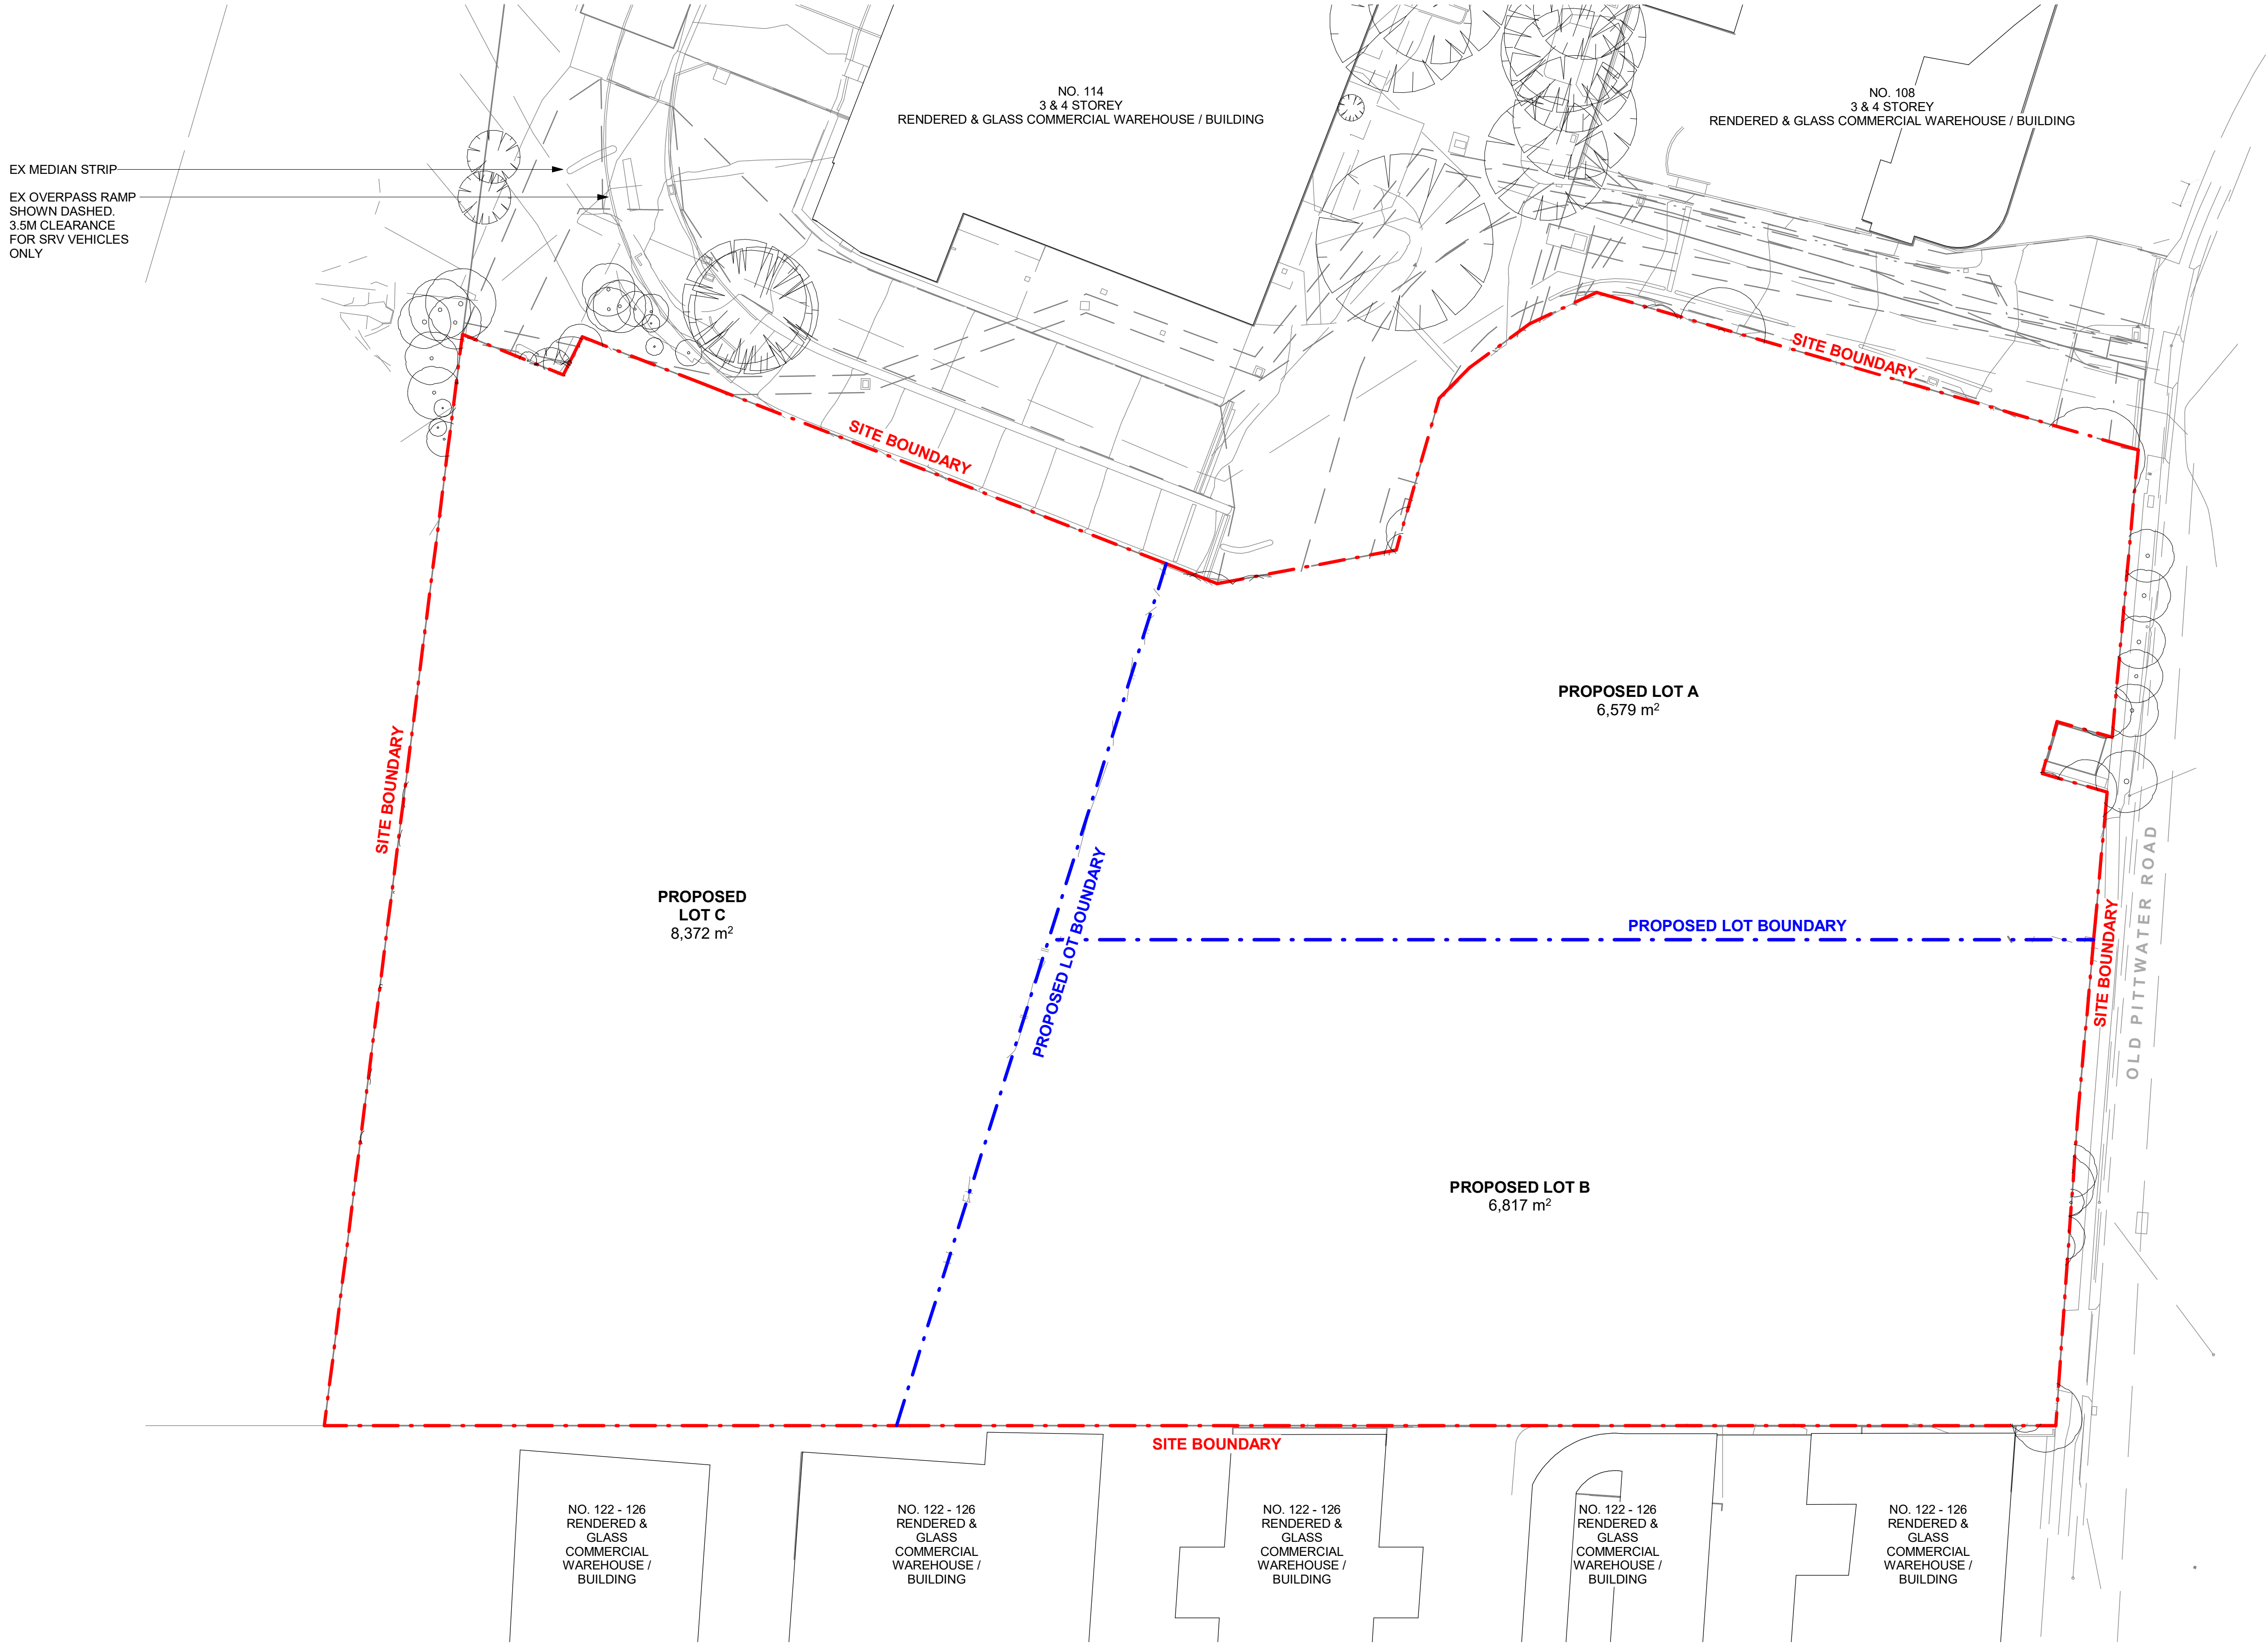 NO. 114
3 & 4 STOREY
RENDERED & GLASS COMMERCIAL WAREHOUSE / BUILDING
NO. 108
3 & 4 STOREY
RENDERED & GLASS COMMERCIAL WAREHOUSE / BUILDING
EX MEDIAN STRIP
EX OVERPASS RAMP
SHOWN DASHED.
3.5M CLEARANCE
FOR SRV VEHICLES
ONLY
SITE BOUNDARY
SITE BOUNDARY
PROPOSED LOT A
6,579 m²
SITE BOUNDARY
PROPOSED
LOT C
8,372 m²
PROPOSED LOT BOUNDARY
PROPOSED LOT BOUNDARY
SITE BOUNDARY
OLD PITTWATER ROAD
PROPOSED LOT B
6,817 m²
SITE BOUNDARY
NO. 122 - 126
RENDERED &
GLASS
COMMERCIAL
WAREHOUSE /
BUILDING
NO. 122 - 126
RENDERED &
GLASS
COMMERCIAL
WAREHOUSE /
BUILDING
NO. 122 - 126
RENDERED &
GLASS
COMMERCIAL
WAREHOUSE /
BUILDING
NO. 122 - 126
RENDERED &
GLASS
COMMERCIAL
WAREHOUSE /
BUILDING
NO. 122 - 126
RENDERED &
GLASS
COMMERCIAL
WAREHOUSE /
BUILDING